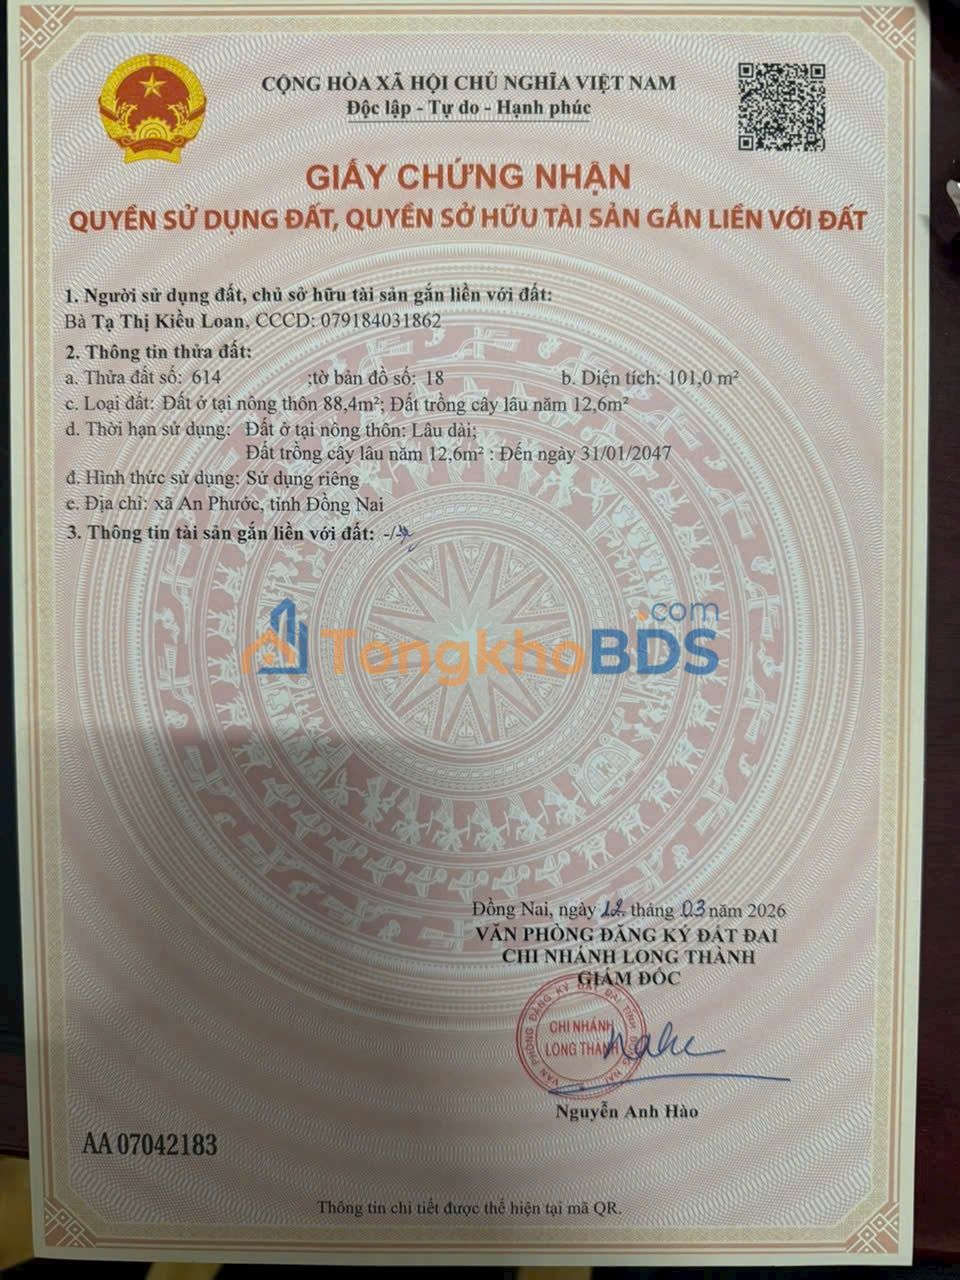 CỘNG HÒA XÃ HỘI CHỦ NGHĨA VIỆT NAM
Độc lập - Tự do - Hạnh phúc
GIẤY CHỨNG NHẬN
QUYỀN SỬ DỤNG ĐẤT, QUYỀN SỞ HỮU TÀI SẢN GẮN LIỀN VỚI ĐẤT
1. Người sử dụng đất, chủ sở hữu tài sản gắn liền với đất:
Bà Tạ Thị Kiều Loan, CCCD: 079184031862
2. Thông tin thửa đất:
a. Thửa đất số: 614 ;tờ bản đồ số: 18 b. Diện tích: 101,0 m²
c. Loại đất: Đất ở tại nông thôn 88,4m²; Đất trồng cây lâu năm 12,6m²
d. Thời hạn sử dụng: Đất ở tại nông thôn: Lâu dài;
Đất trồng cây lâu năm 12,6m² : Đến ngày 31/01/2047
đ. Hình thức sử dụng: Sử dụng riêng
e. Địa chỉ: xã An Phước, tỉnh Đồng Nai
3. Thông tin tài sản gắn liền với đất: -/-
TongkhoBDS.com
Đồng Nai, ngày 12 tháng 03 năm 2026
VĂN PHÒNG ĐĂNG KÝ ĐẤT ĐAI
CHI NHÁNH LONG THÀNH
GIÁM ĐỐC
VĂN PHÒNG ĐĂNG KÝ ĐẤT ĐAI TỈNH ĐỒNG NAI
CHI NHÁNH
LONG THÀNH
Nguyễn Anh Hào
AA 07042183
Thông tin chi tiết được thể hiện tại mã QR.